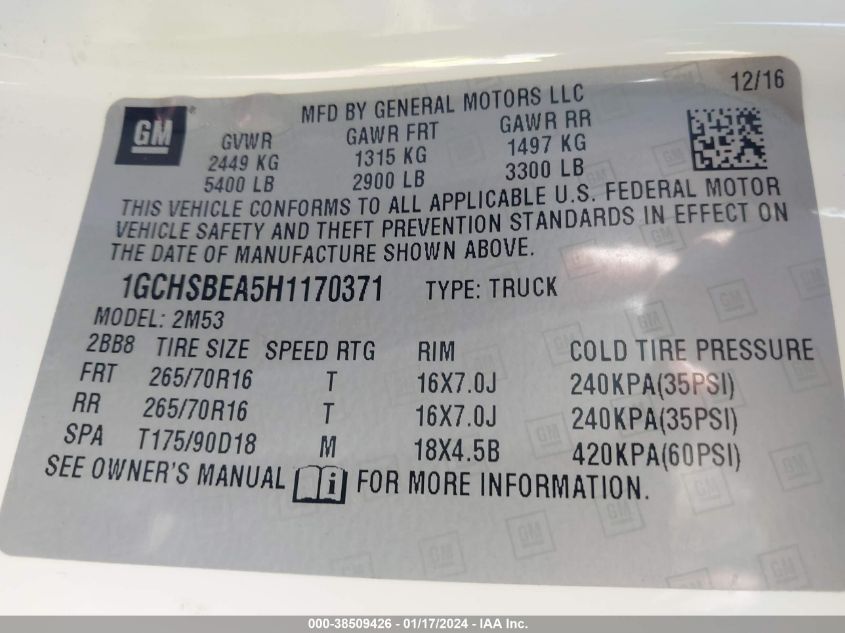 12/16
MFD BY GENERAL MOTORS LLC
GM
GVWR GAWR FRT GAWR RR
2449 KG 1315 KG 1497 KG
5400 LB 2900 LB 3300 LB
THIS VEHICLE CONFORMS TO ALL APPLICABLE U.S. FEDERAL MOTOR
VEHICLE SAFETY AND THEFT PREVENTION STANDARDS IN EFFECT ON
THE DATE OF MANUFACTURE SHOWN ABOVE.
1GCHSBEA5H1170371 TYPE: TRUCK
MODEL: 2M53
2BB8 TIRE SIZE SPEED RTG RIM COLD TIRE PRESSURE
FRT 265/70R16 T 16X7.0J 240KPA(35PSI)
RR 265/70R16 T 16X7.0J 240KPA(35PSI)
SPA T175/90D18 M 18X4.5B 420KPA(60PSI)
SEE OWNER'S MANUAL i FOR MORE INFORMATION.
000-38509426 - 01/17/2024 - IAA Inc.